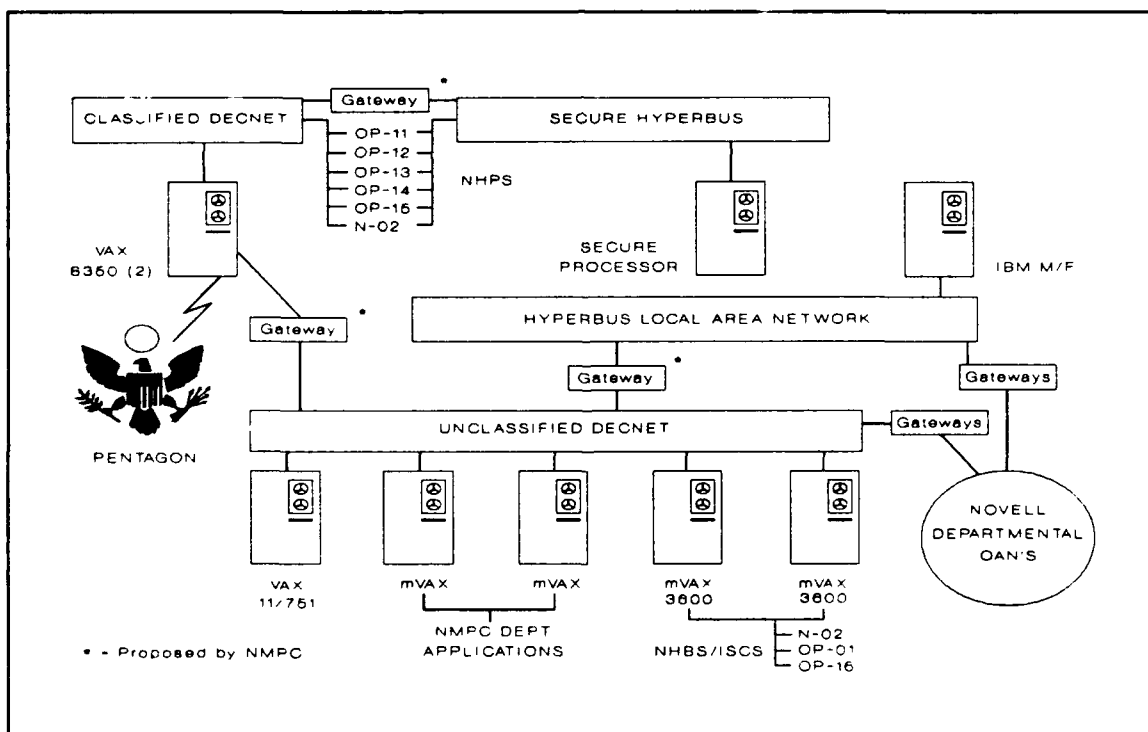 *
Gateway
CLASSIFIED DECNET
SECURE HYPERBUS
OP-11
OP-12
OP-13
OP-14
OP-15
N-02
NHPS
VAX
8350 (2)
SECURE
PROCESSOR
IBM M/F
HYPERBUS LOCAL AREA NETWORK
Gateway
*
Gateway
*
Gateways
UNCLASSIFIED DECNET
Gateways
PENTAGON
NOVELL
DEPARTMENTAL
OAN'S
VAX
11/751
mVAX
mVAX
mVAX
3600
mVAX
3600
NMPC DEPT
APPLICATIONS
NHBS/ISCS
N-02
OP-01
OP-16
* - Proposed by NMPC